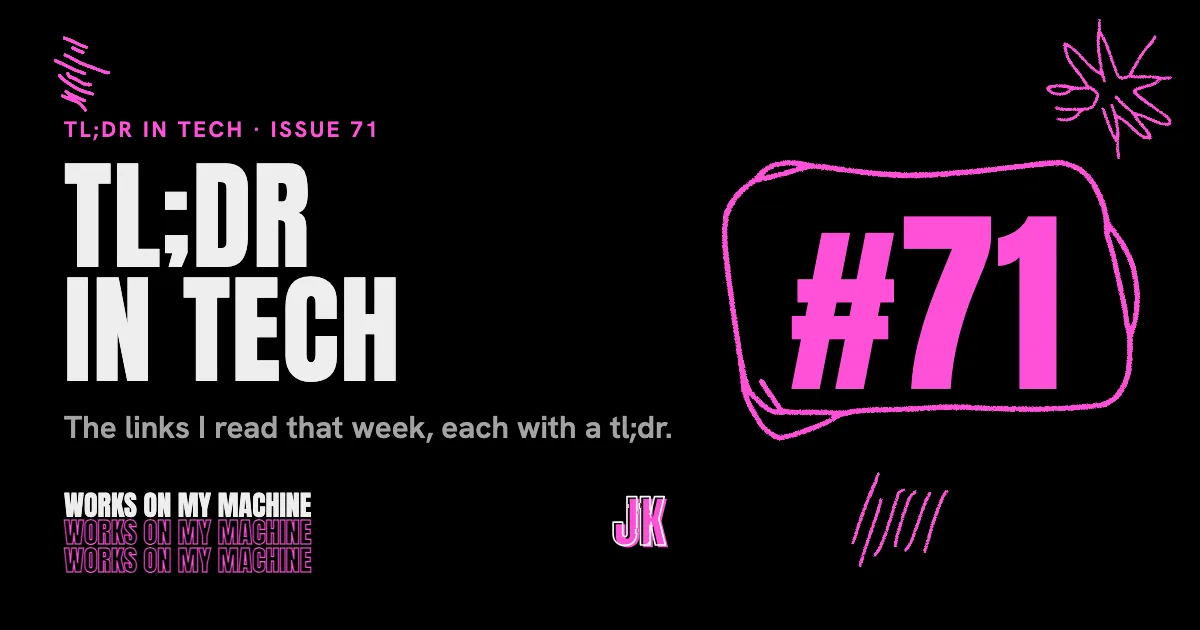 TL;DR IN TECH · ISSUE 71
TL;DR
IN TECH
#71
The links I read that week, each with a tl;dr.
WORKS ON MY MACHINE
WORKS ON MY MACHINE
WORKS ON MY MACHINE
JK